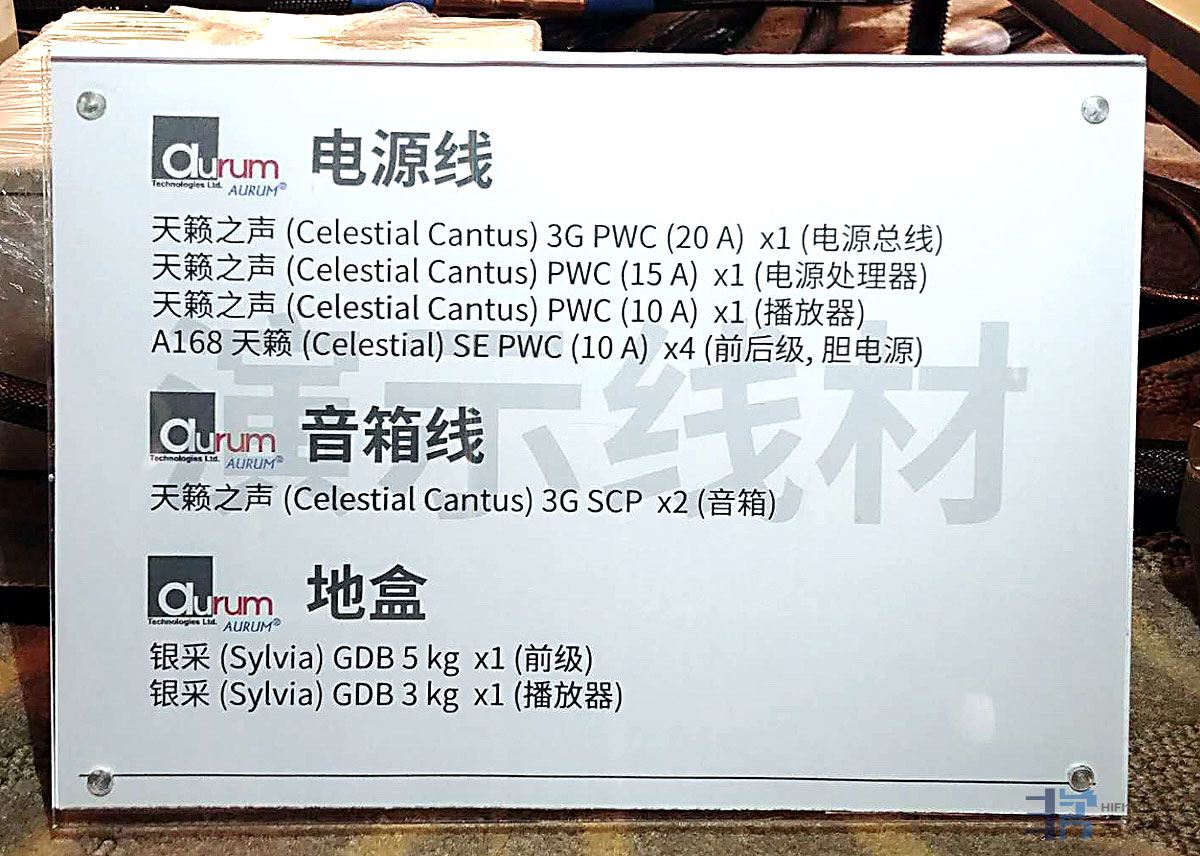 aurum
Technologies Ltd. AURUM®
电源线
天籁之声 (Celestial Cantus) 3G PWC (20 A) x1 (电源总线)
天籁之声 (Celestial Cantus) PWC (15 A) x1 (电源处理器)
天籁之声 (Celestial Cantus) PWC (10 A) x1 (播放器)
A168 天籁 (Celestial) SE PWC (10 A) x4 (前后级, 胆电源)
演示线材
aurum
Technologies Ltd. AURUM®
音箱线
天籁之声 (Celestial Cantus) 3G SCP x2 (音箱)
aurum
Technologies Ltd. AURUM®
地盒
银采 (Sylvia) GDB 5 kg x1 (前级)
银采 (Sylvia) GDB 3 kg x1 (播放器)